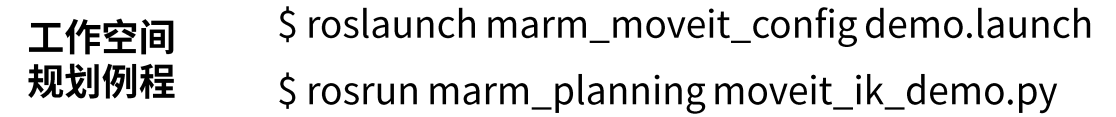 工作空间
规划例程
$ roslaunch marm_moveit_config demo.launch
$ rosrun marm_planning moveit_ik_demo.py